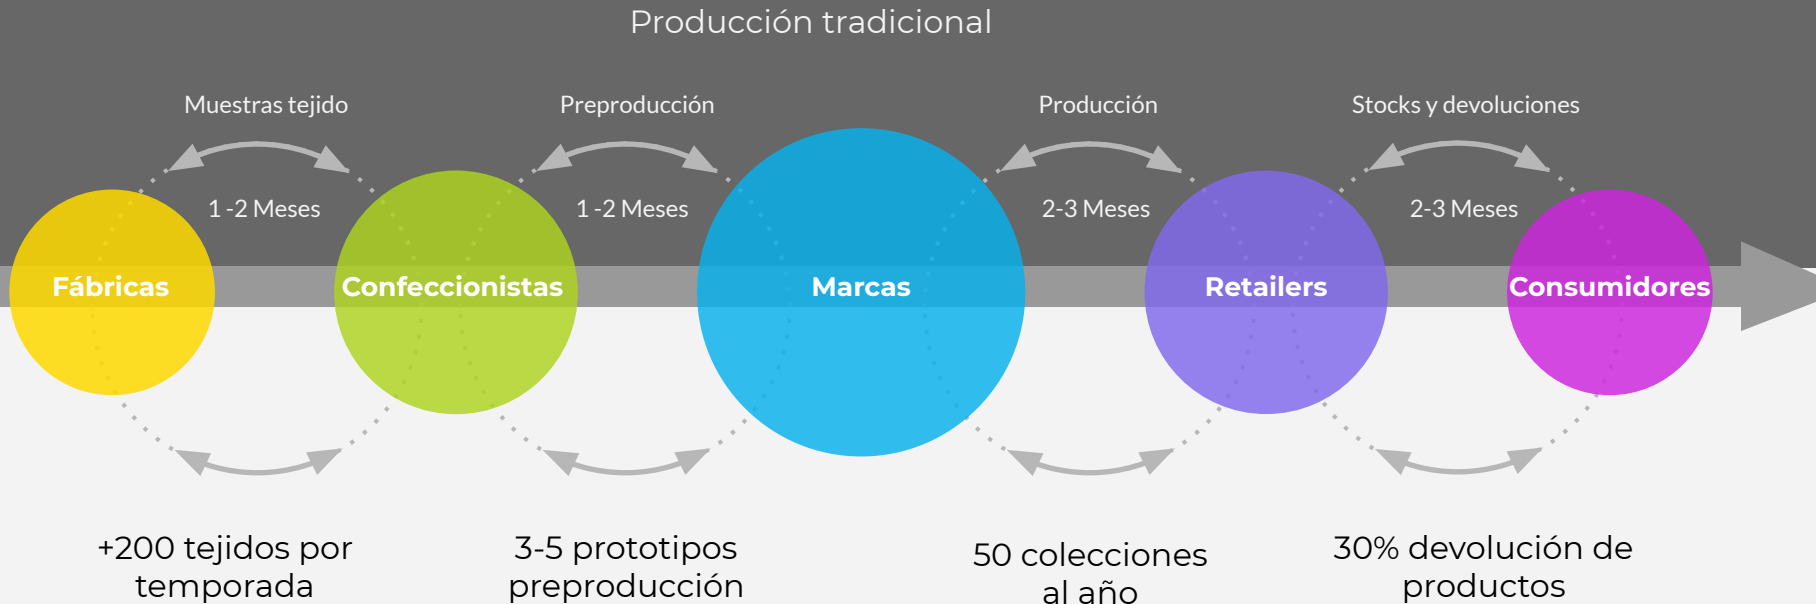 Producción tradicional
Muestras tejido
Preproducción
Producción
Stocks y devoluciones
1 -2 Meses
1 -2 Meses
2-3 Meses
2-3 Meses
Fábricas
Confeccionistas
Marcas
Retailers
Consumidores
+200 tejidos por
temporada
3-5 prototipos
preproducción
50 colecciones
al año
30% devolución de
productos